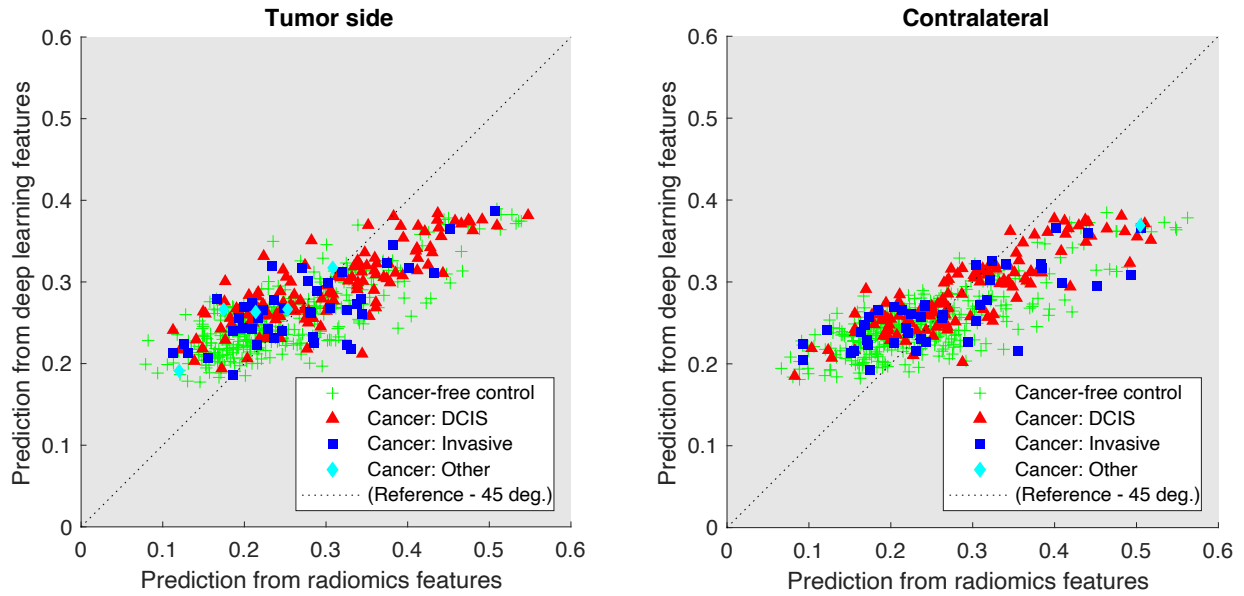 Tumor side
0.6
0.5
0.4
0.3
0.2
0.1
0
Prediction from deep learning features
Cancer-free control
Cancer: DCIS
Cancer: Invasive
Cancer: Other
(Reference - 45 deg.)
0 0.1 0.2 0.3 0.4 0.5 0.6
Prediction from radiomics features
Contralateral
0.6
0.5
0.4
0.3
0.2
0.1
0
Prediction from deep learning features
Cancer-free control
Cancer: DCIS
Cancer: Invasive
Cancer: Other
(Reference - 45 deg.)
0 0.1 0.2 0.3 0.4 0.5 0.6
Prediction from radiomics features